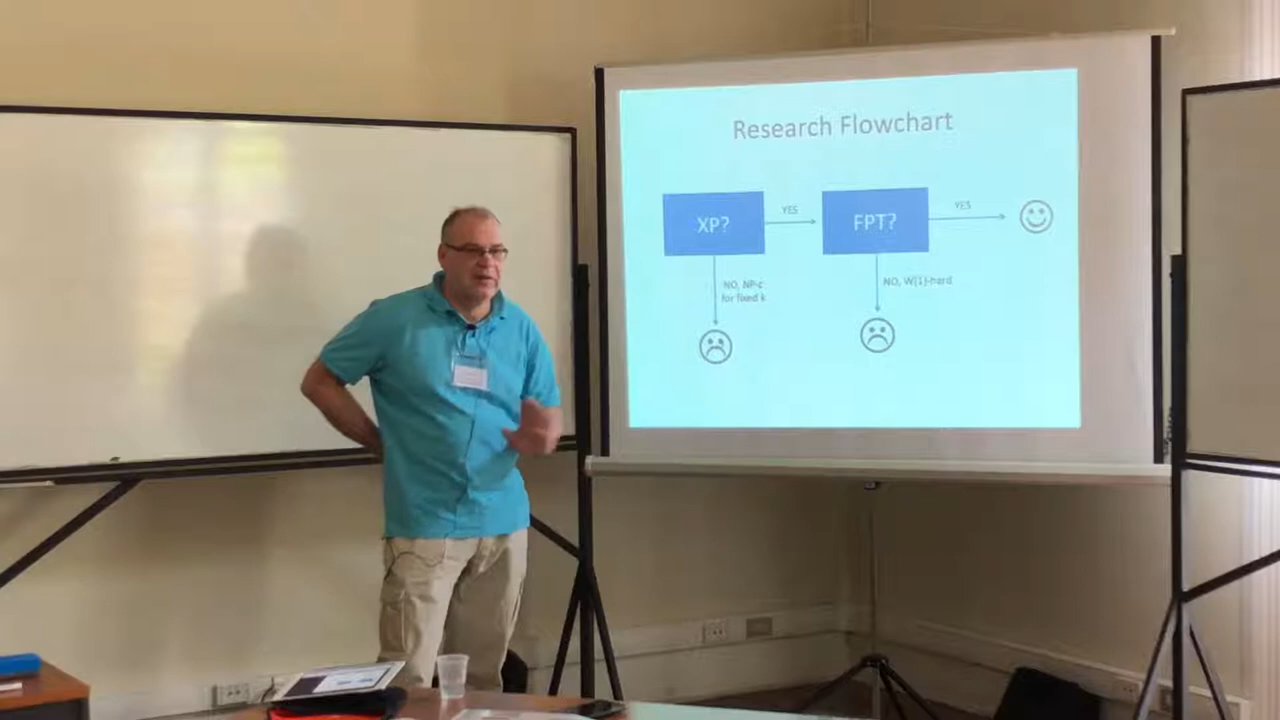 Research Flowchart
XP?
YES
FPT?
YES
NO, NP-c
for fixed k
NO, W[1]-hard